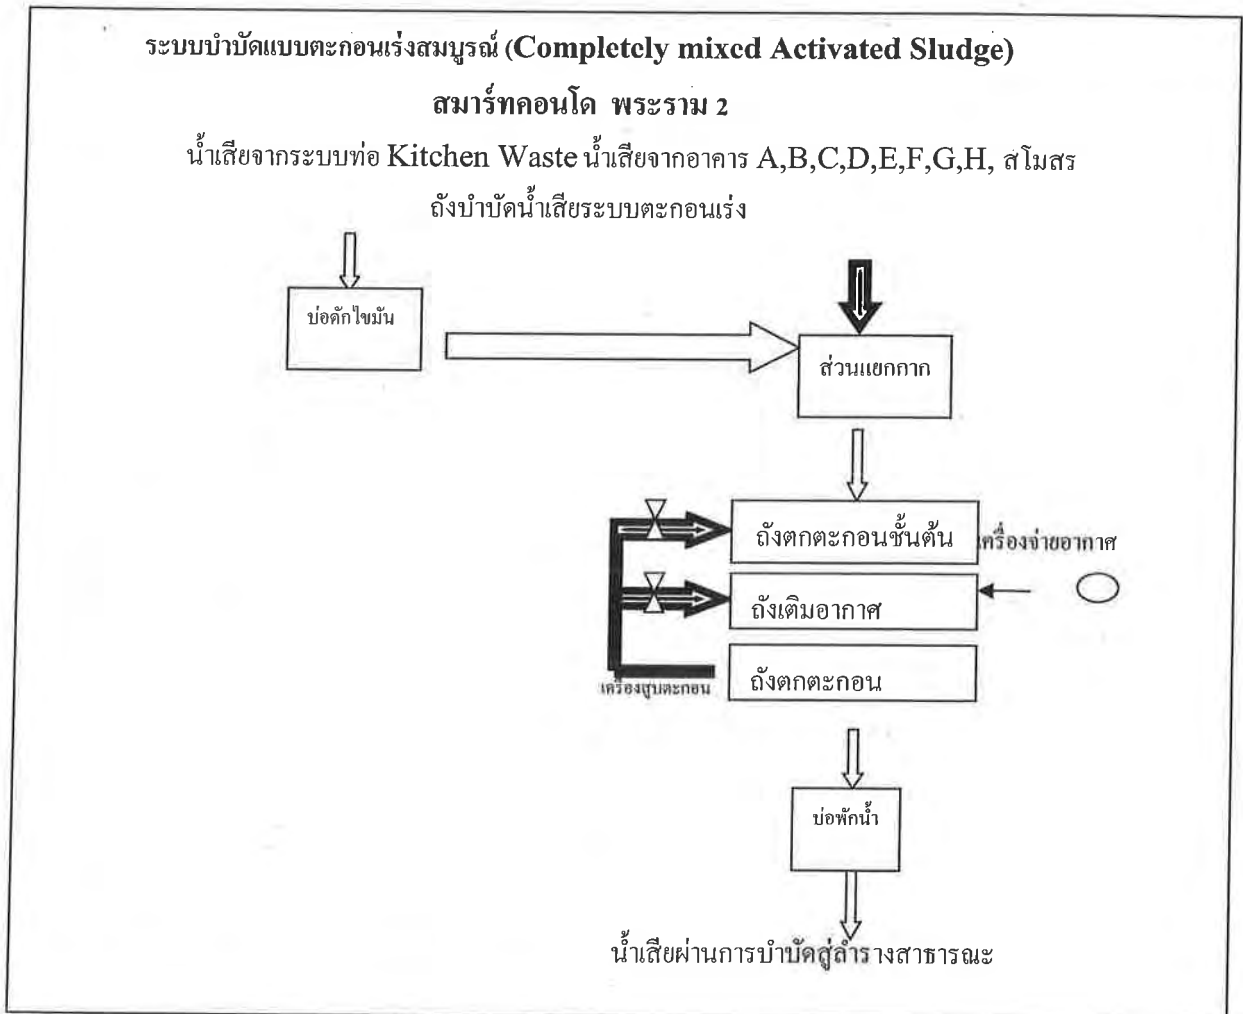 ระบบบำบัดแบบตะกอนเร่งสมบูรณ์ (Completely mixed Activated Sludge)
สมาร์ทคอนโด พระราม 2
น้ำเสียจากระบบท่อ Kitchen Waste น้ำเสียจากอาคาร A,B,C,D,E,F,G,H, สโมสร
ถังบำบัดน้ำเสียระบบตะกอนเร่ง
บ่อดักไขมัน
ส่วนแยกกาก
ถังตกตะกอนชั้นต้น
เครื่องจ่ายอากาศ
ถังเติมอากาศ
ถังตกตะกอน
เครื่องสูบตะกอน
บ่อพักน้ำ
น้ำเสียผ่านการบำบัดสู่ลำรางสาธารณะ